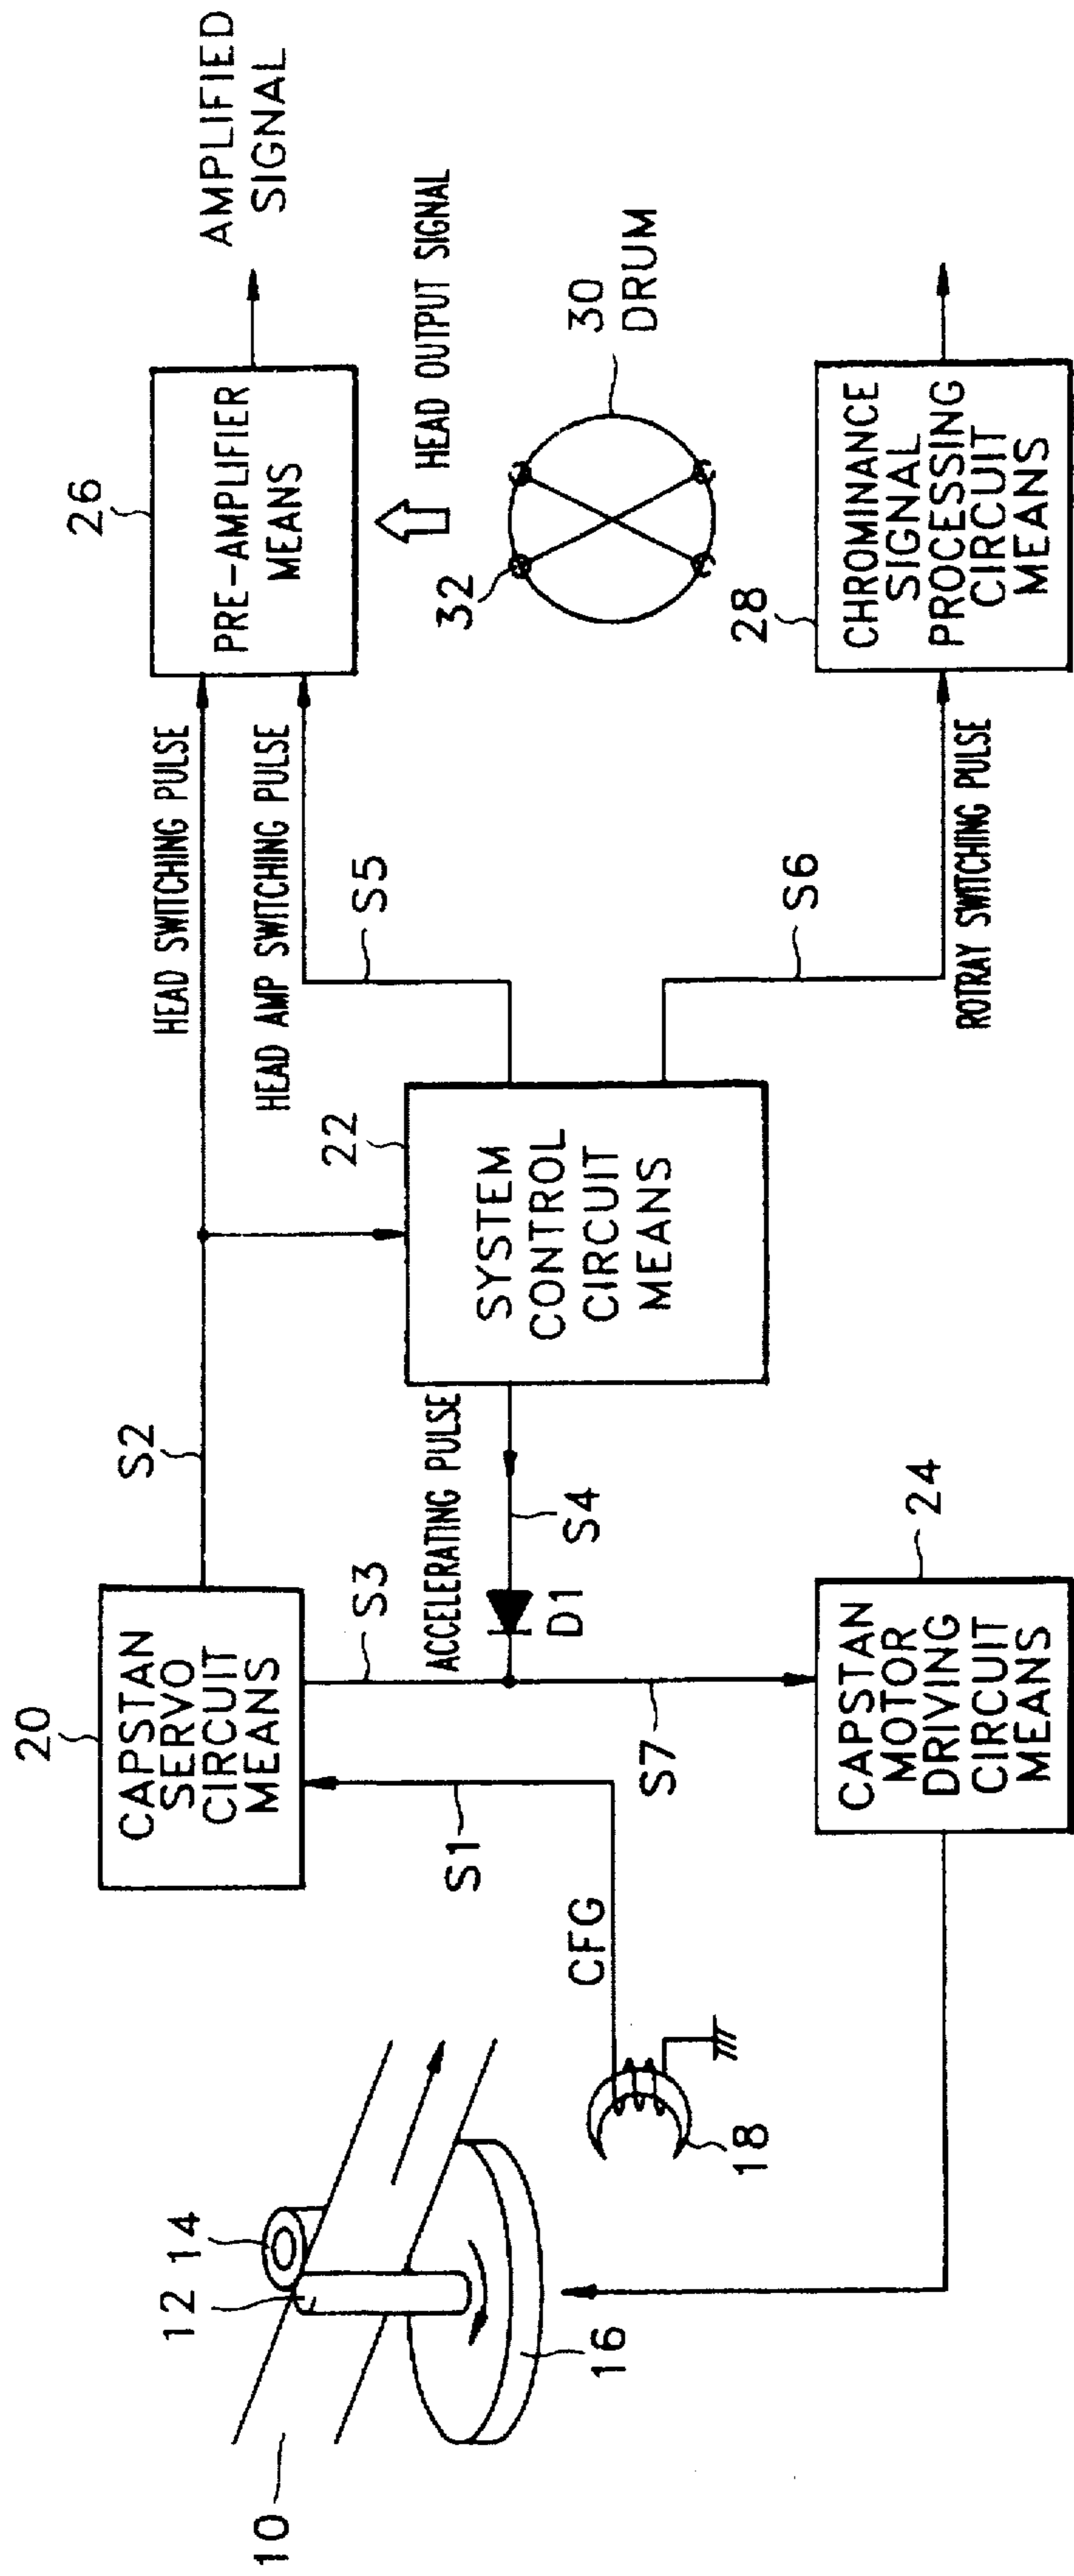 10
12
14
16
18
CFG
S1
20
CAPSTAN
SERVO
CIRCUIT
MEANS
S2
S3
ACCELERATING PULSE
S4
D1
S7
24
CAPSTAN
MOTOR
DRIVING
CIRCUIT
MEANS
22
SYSTEM
CONTROL
CIRCUIT
MEANS
HEAD SWITCHING PULSE
HEAD AMP SWITCHING PULSE
S5
S6
ROTRAY SWITCHING PULSE
26
PRE-AMPLIFIER
MEANS
AMPLIFIED
SIGNAL
HEAD OUTPUT SIGNAL
32
30
DRUM
28
CHROMINANCE
SIGNAL
PROCESSING
CIRCUIT
MEANS